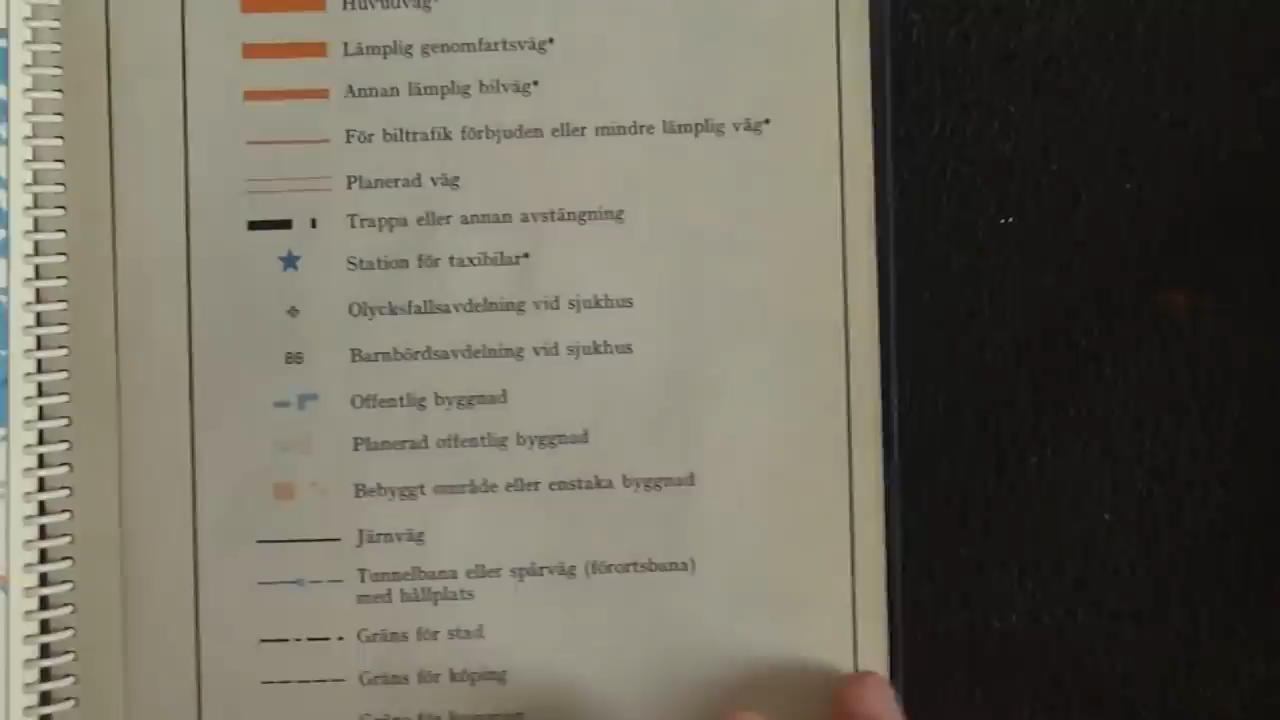 Huvudväg*
Lämplig genomfartsväg*
Annan lämplig bilväg*
För biltrafik förbjuden eller mindre lämplig väg*
Planerad väg
Trappa eller annan avstängning
Station för taxibilar*
Olycksfallsavdelning vid sjukhus
BB Barnbördsavdelning vid sjukhus
Offentlig byggnad
Planerad offentlig byggnad
Bebyggt område eller enstaka byggnad
Järnväg
Tunnelbana eller spårväg (förortsbana)
med hållplats
Gräns för stad
Gräns för köping